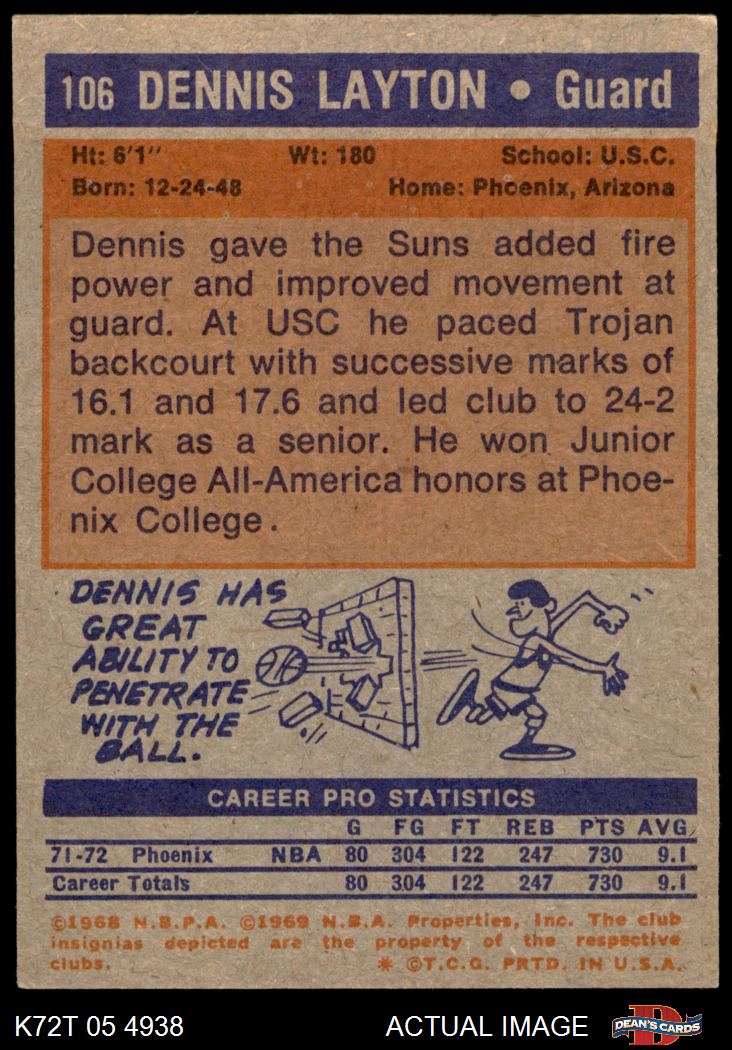 106 DENNIS LAYTON • Guard
Ht: 6'1" Wt: 180 School: U.S.C.
Born: 12-24-48 Home: Phoenix, Arizona
Dennis gave the Suns added fire
power and improved movement at
guard. At USC he paced Trojan
backcourt with successive marks of
16.1 and 17.6 and led club to 24-2
mark as a senior. He won Junior
College All-America honors at Phoe-
nix College.
DENNIS HAS
GREAT
ABILITY TO
PENETRATE
WITH THE
BALL.
CAREER PRO STATISTICS
G FG FT REB PTS AVG.
71-72 Phoenix NBA 80 304 122 247 730 9.1
Career Totals 80 304 122 247 730 9.1
©1968 N.B.P.A. ©1969 N.B.A. Properties, Inc. The club
insignias depicted are the property of the respective
clubs. * ©T.C.G. PRTD. IN U.S.A.
K72T 05 4938 ACTUAL IMAGE D DEAN'S CARDS